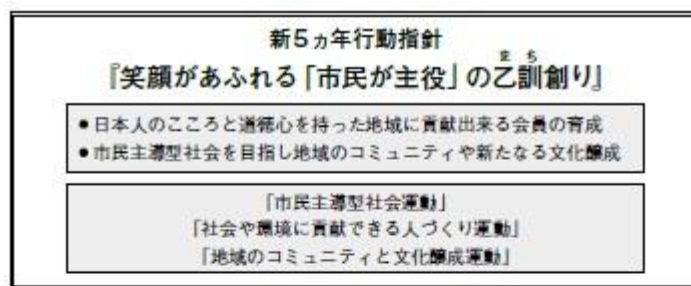 新5ヵ年行動指針
『笑顔があふれる「市民が主役」の乙訓創り』
まち
●日本人のこころと道徳心を持った地域に貢献出来る会員の育成
●市民主導型社会を目指し地域のコミュニティや新たなる文化醸成
「市民主導型社会運動」
「社会や環境に貢献できる人づくり運動」
「地域のコミュニティと文化醸成運動」